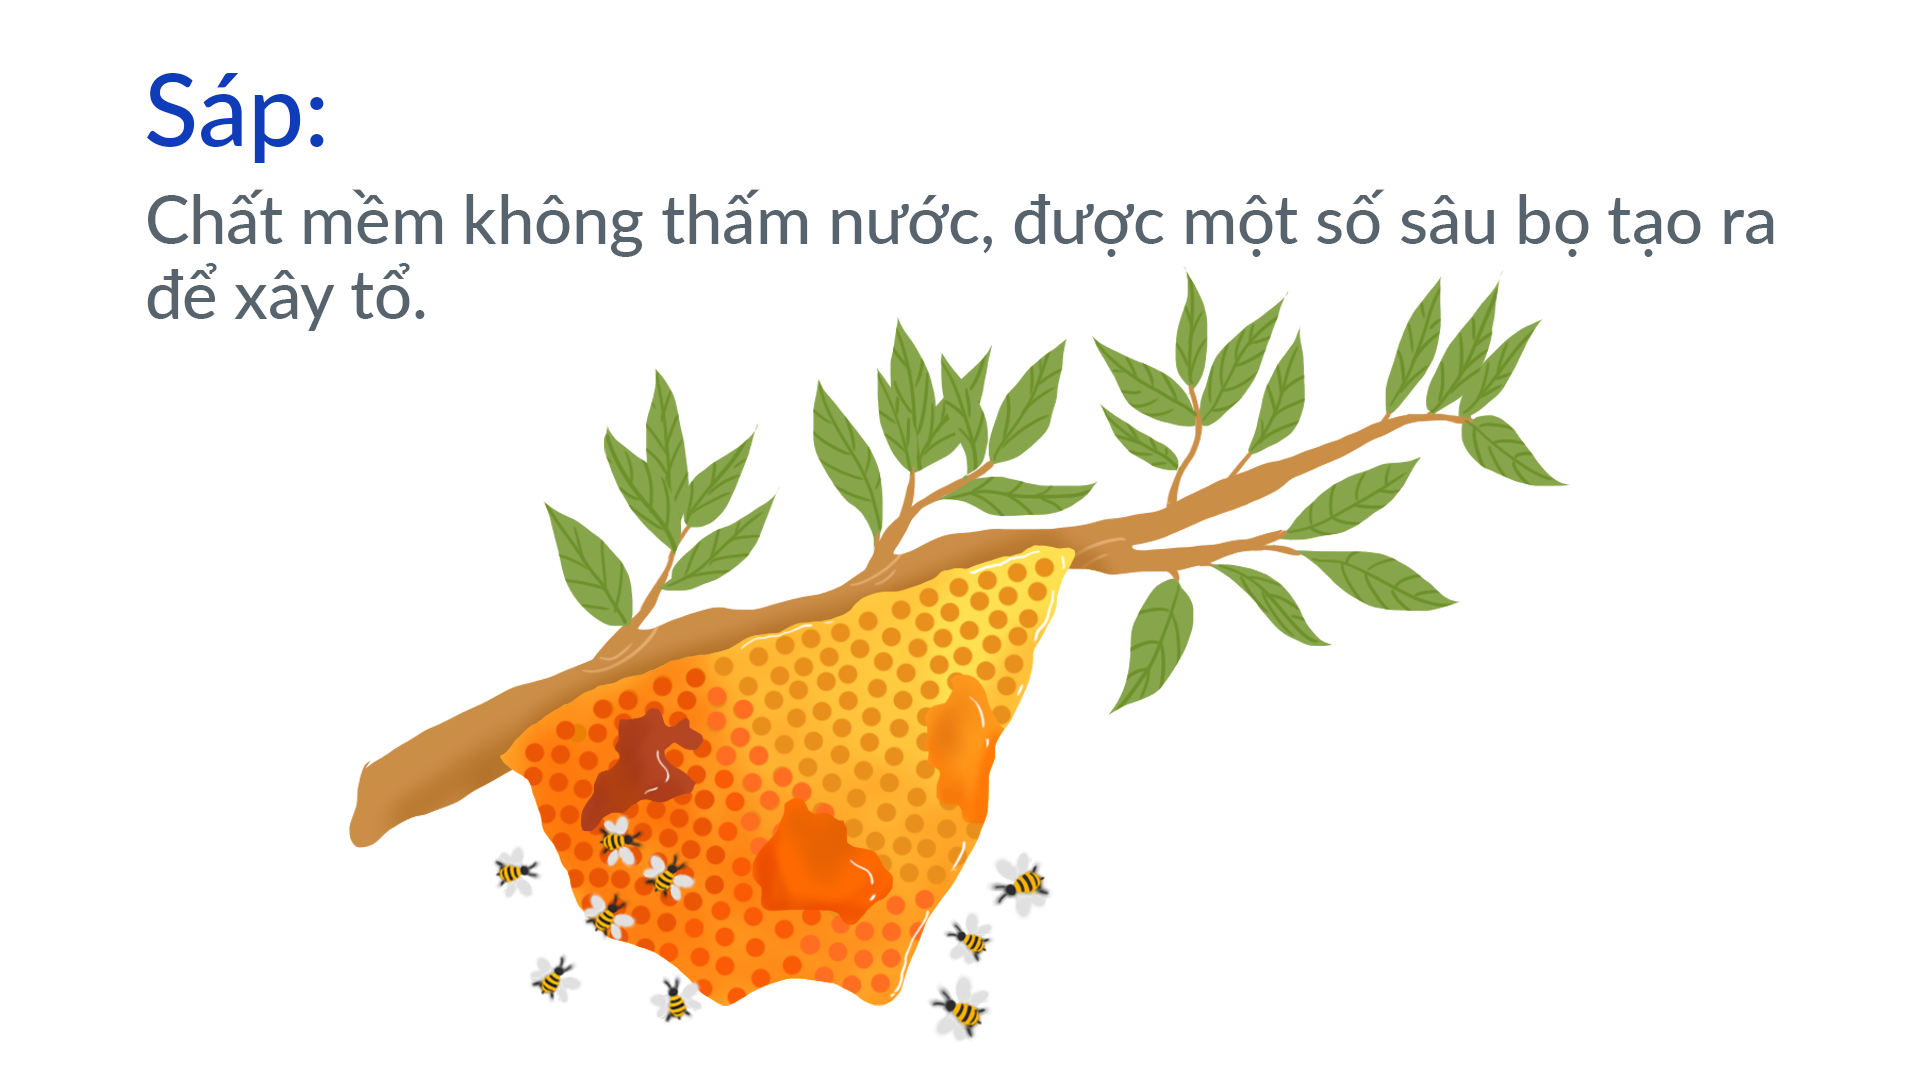 Sáp:
Chất mềm không thấm nước, được một số sâu bọ tạo ra
để xây tổ.